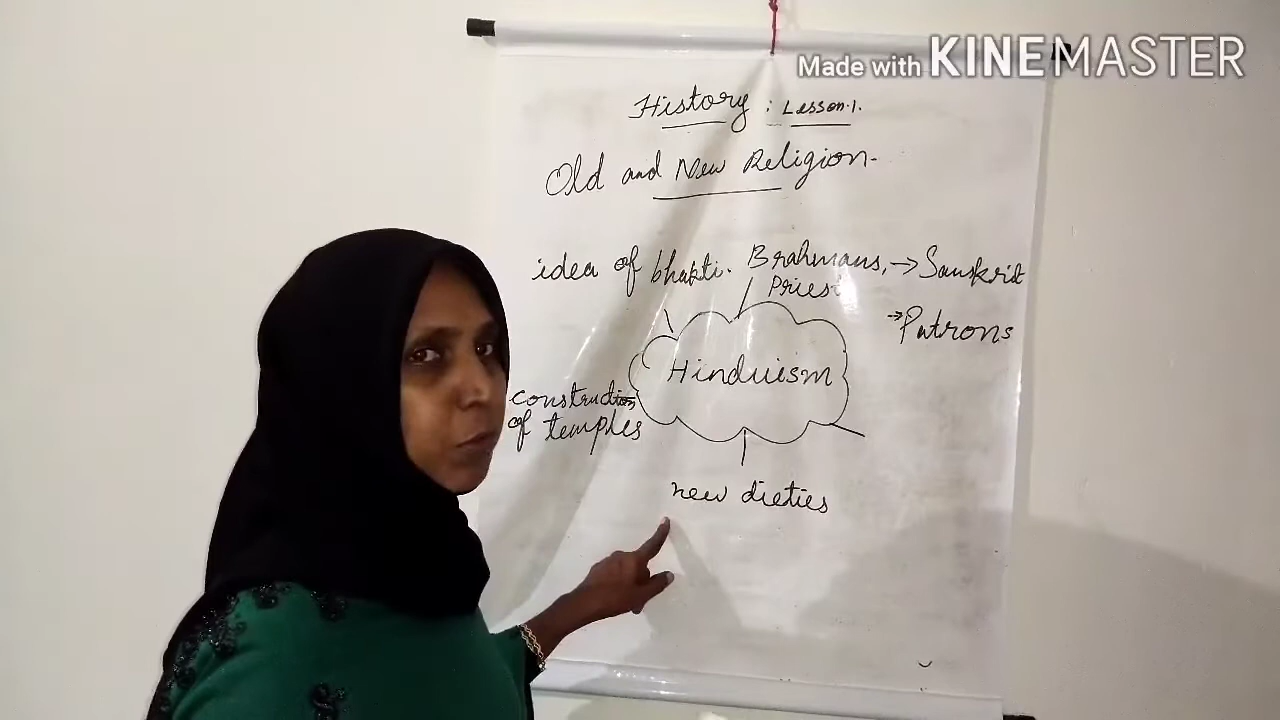 Made with KINEMASTER
History : Lesson.1.
Old and New Religion.
idea of bhakti.
Brahmans, → Sanskrit
Priest
→ Patrons
Hinduism
construction
of temples
new dieties